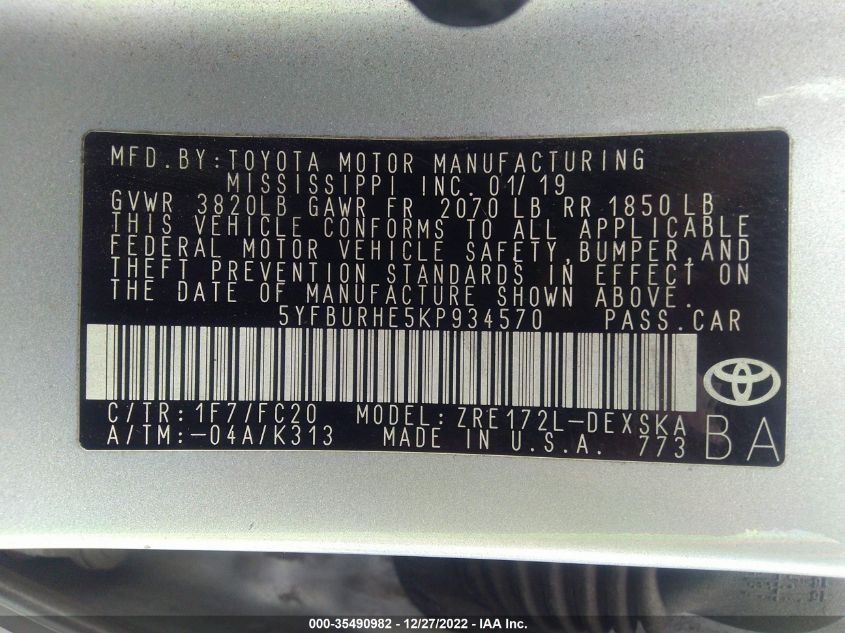 MFD. BY: TOYOTA MOTOR MANUFACTURING
MISSISSIPPI INC. 01/19
GVWR 3820LB GAWR FR 2070 LB RR 1850 LB
THIS VEHICLE CONFORMS TO ALL APPLICABLE
FEDERAL MOTOR VEHICLE SAFETY, BUMPER, AND
THEFT PREVENTION STANDARDS IN EFFECT ON
THE DATE OF MANUFACTURE SHOWN ABOVE.
5YFBURHE5KP934570 PASS. CAR
C/TR: 1F7/FC20 MODEL: ZRE172L-DEXSKA
A/TM: -04A/K313 MADE IN U.S.A. 773
BA
000-35490982 - 12/27/2022 - IAA Inc.